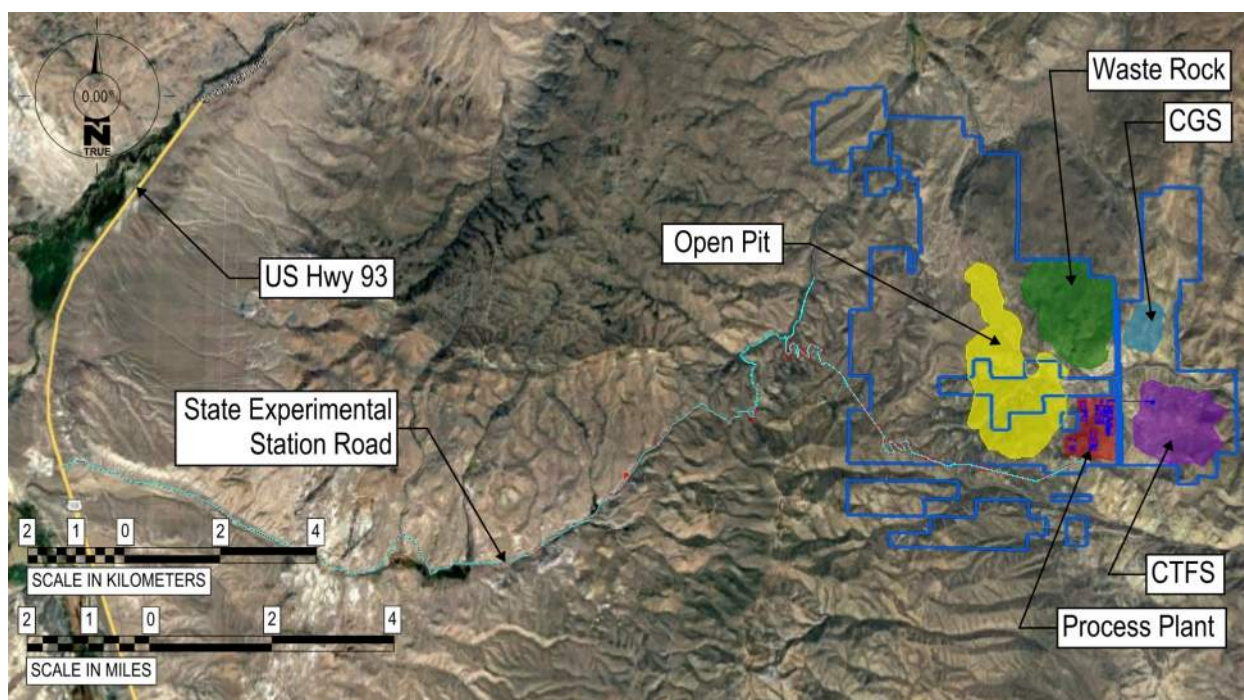 0.00°
N
TRUE
Waste Rock
CGS
Open Pit
US Hwy 93
State Experimental
Station Road
2 1 0 2 4
SCALE IN KILOMETERS
2 1 0 2 4
SCALE IN MILES
CTFS
Process Plant